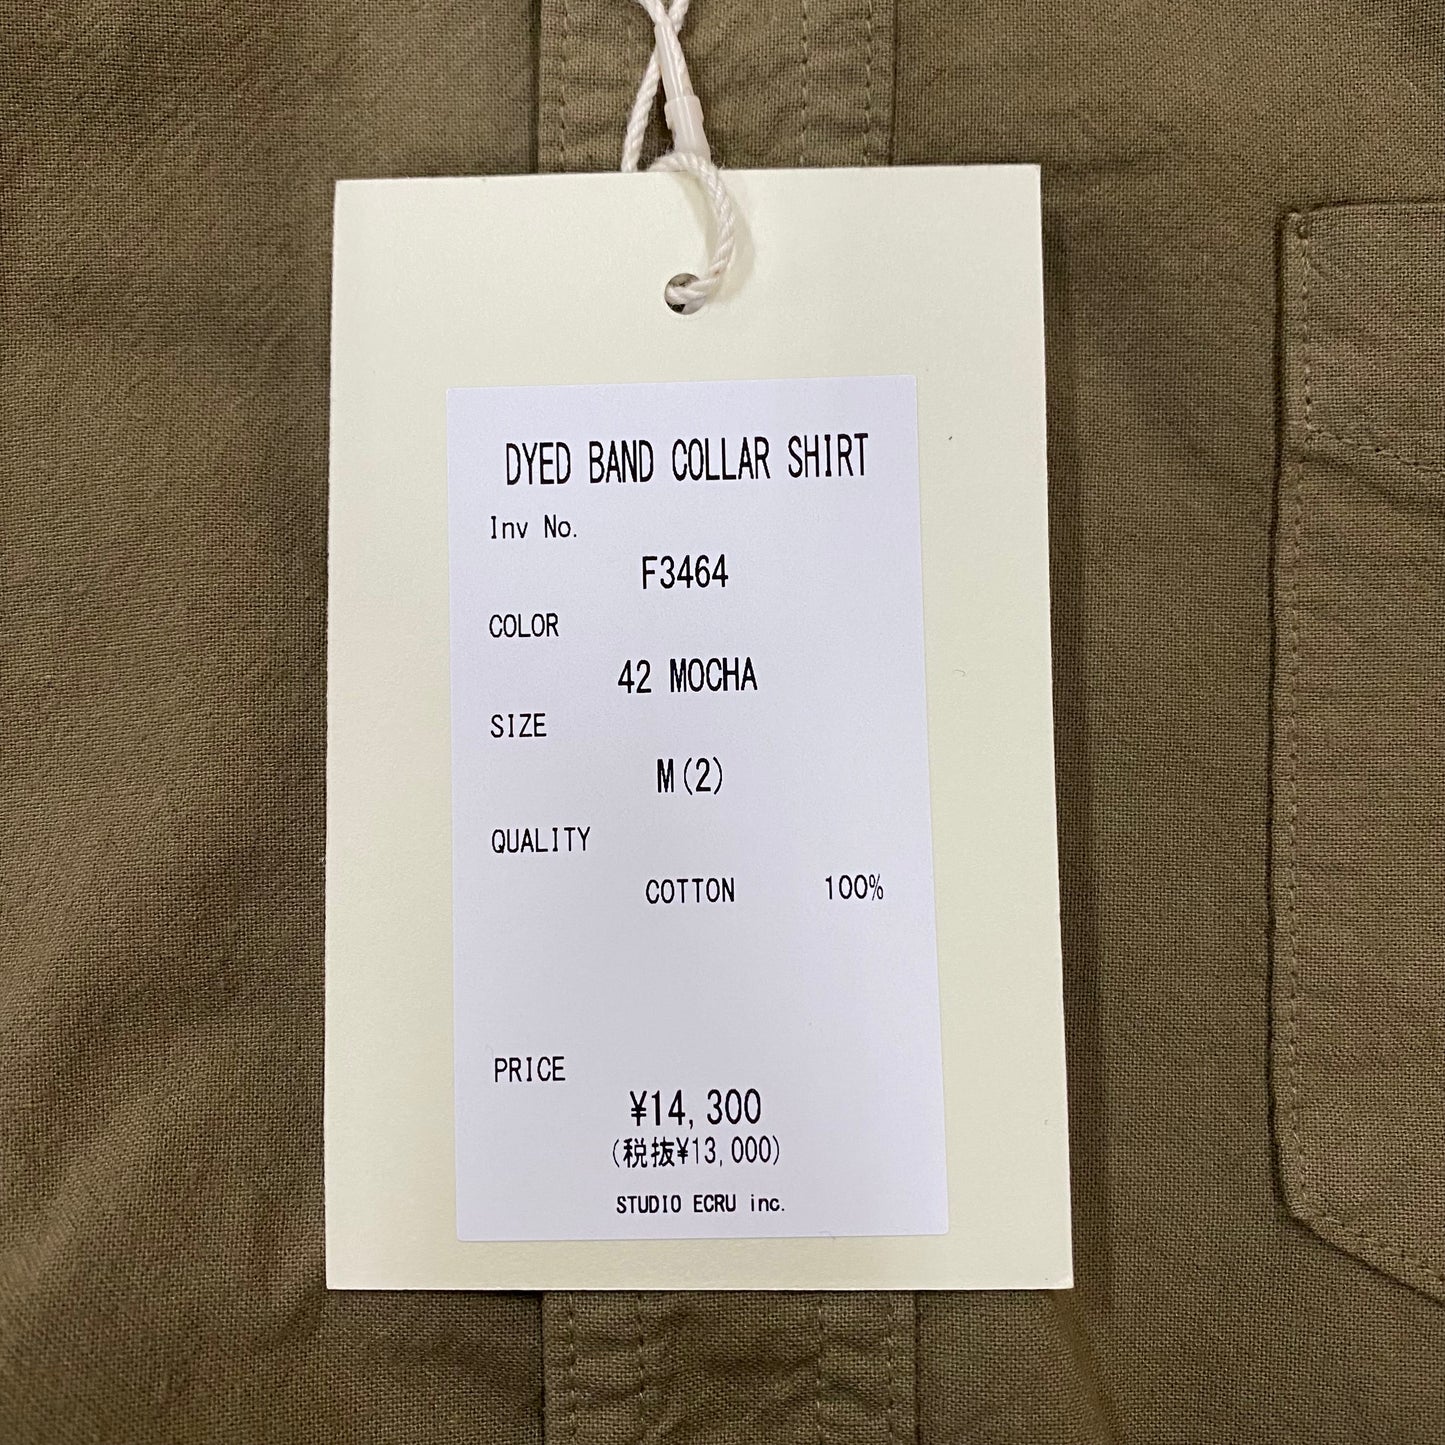 DYED BAND COLLAR SHIRT
Inv No.
F3464
COLOR
42 MOCHA
SIZE
M(2)
QUALITY
COTTON 100%
PRICE
¥14,300
(税抜¥13,000)
STUDIO ECRU inc.